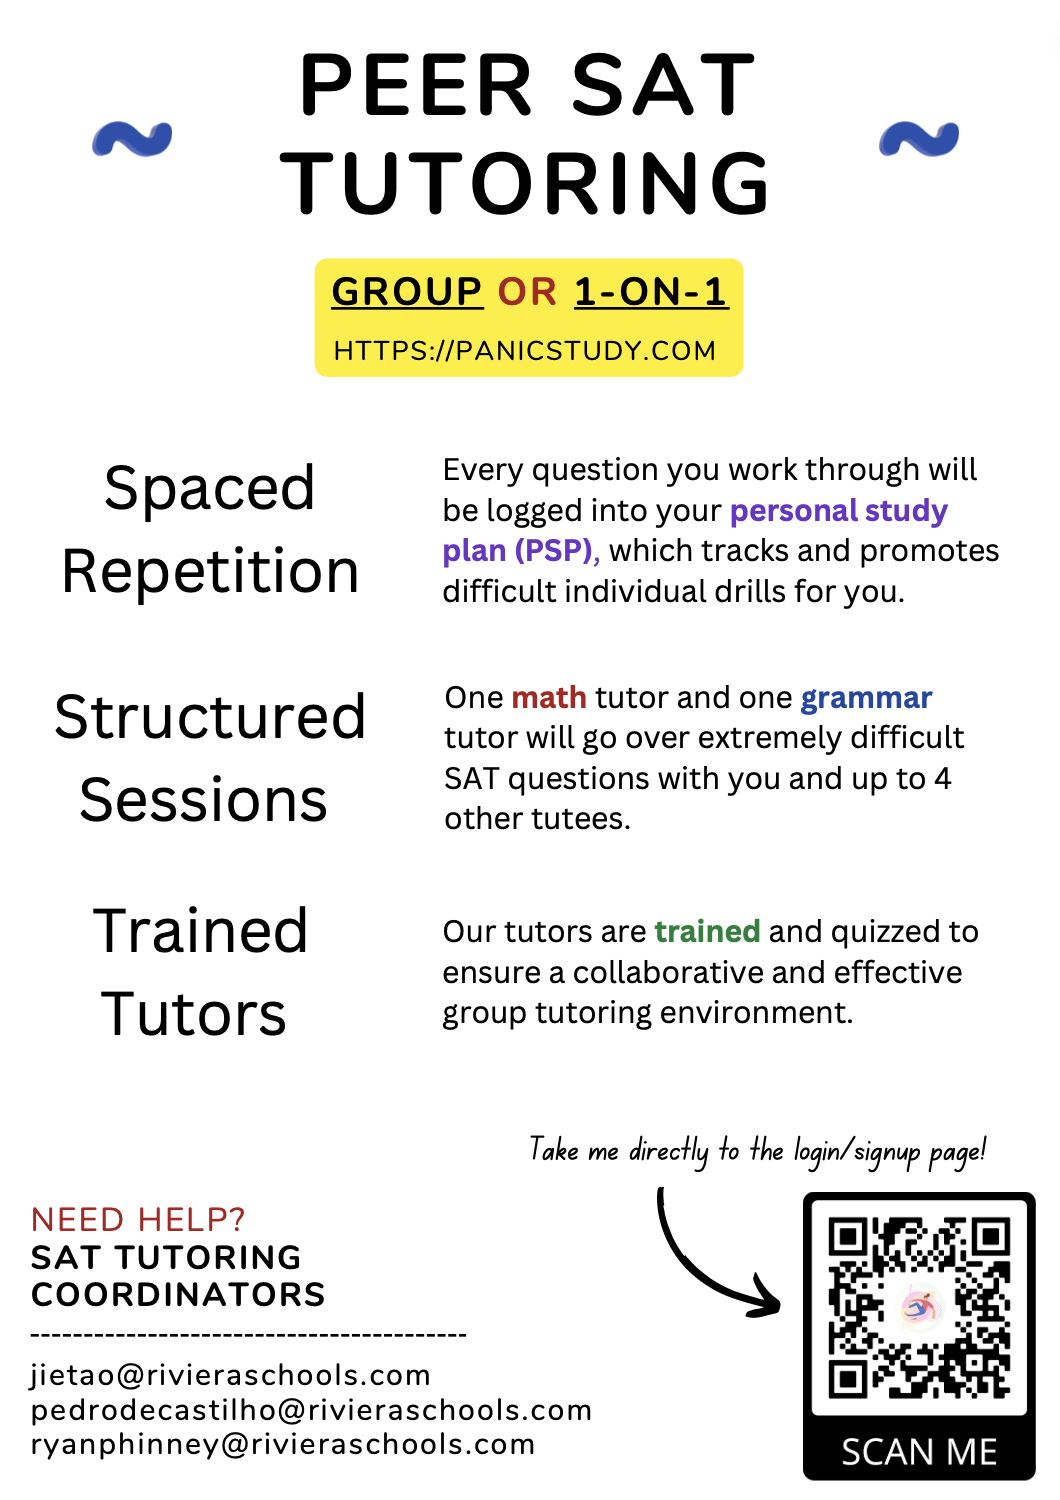 PEER SAT
TUTORING
GROUP OR 1-ON-1
HTTPS://PANICSTUDY.COM
Spaced
Repetition
Every question you work through will
be logged into your personal study
plan (PSP), which tracks and promotes
difficult individual drills for you.
Structured
Sessions
One math tutor and one grammar
tutor will go over extremely difficult
SAT questions with you and up to 4
other tutees.
Trained
Tutors
Our tutors are trained and quizzed to
ensure a collaborative and effective
group tutoring environment.
Take me directly to the login/signup page!
NEED HELP?
SAT TUTORING
COORDINATORS
-----------------------------------------
jietao@rivieraschools.com
pedrodecastilho@rivieraschools.com
ryanphinney@rivieraschools.com
SCAN ME